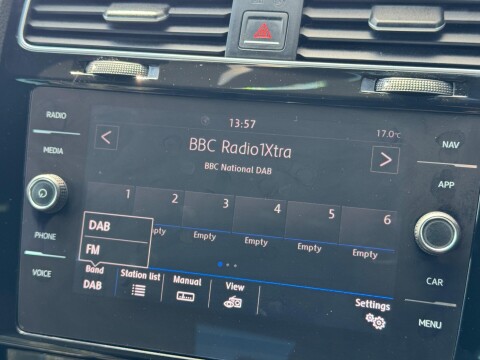 RADIO
MEDIA
PHONE
VOICE
13:57
17.0°C
BBC Radio1Xtra
BBC National DAB
< >
1 2 3 4 5 6
DAB
FM
pty Empty Empty Empty Empty
Band Station list Manual View Settings
DAB
NAV
APP
CAR
MENU